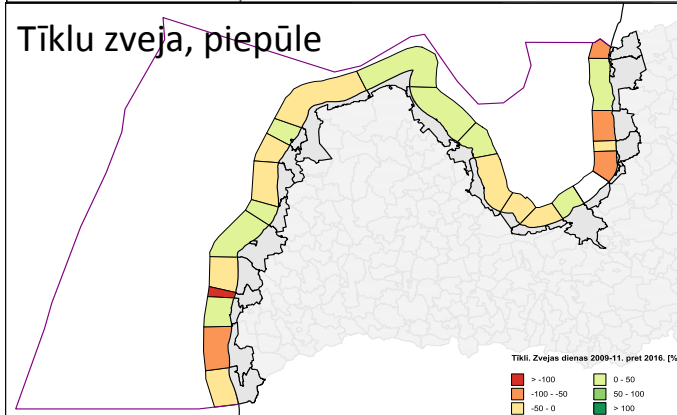 Tīklu zveja, piepūle
Tīkli. Zvejas dienas 2009-11. pret 2016. [%
> -100
0 - 50
-100 - -50
50 - 100
-50 - 0
> 100